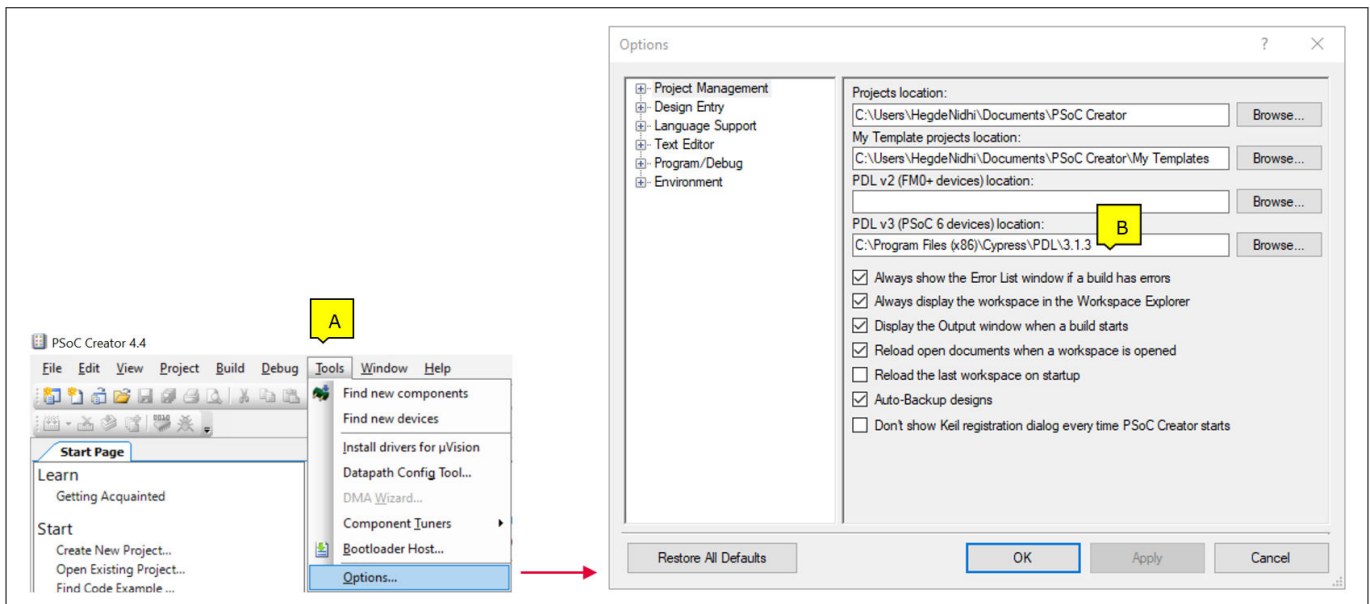 A
PSoC Creator 4.4
File Edit View Project Build Debug Tools Window Help
Find new components
Find new devices
Install drivers for µVision
Datapath Config Tool...
DMA Wizard...
Component Tuners
Bootloader Host...
Options...
Start Page
Learn
Getting Acquainted
Start
Create New Project...
Open Existing Project...
Find Code Example ...
Options
Project Management
Design Entry
Language Support
Text Editor
Program/Debug
Environment
Projects location:
C:\Users\HegdeNidhi\Documents\PSoC Creator Browse...
My Template projects location:
C:\Users\HegdeNidhi\Documents\PSoC Creator\My Templates Browse...
PDL v2 (FM0+ devices) location:
Browse...
PDL v3 (PSoC 6 devices) location:
B
C:\Program Files (x86)\Cypress\PDL\3.1.3 Browse...
Always show the Error List window if a build has errors
Always display the workspace in the Workspace Explorer
Display the Output window when a build starts
Reload open documents when a workspace is opened
Reload the last workspace on startup
Auto-Backup designs
Don't show Keil registration dialog every time PSoC Creator starts
Restore All Defaults OK Apply Cancel